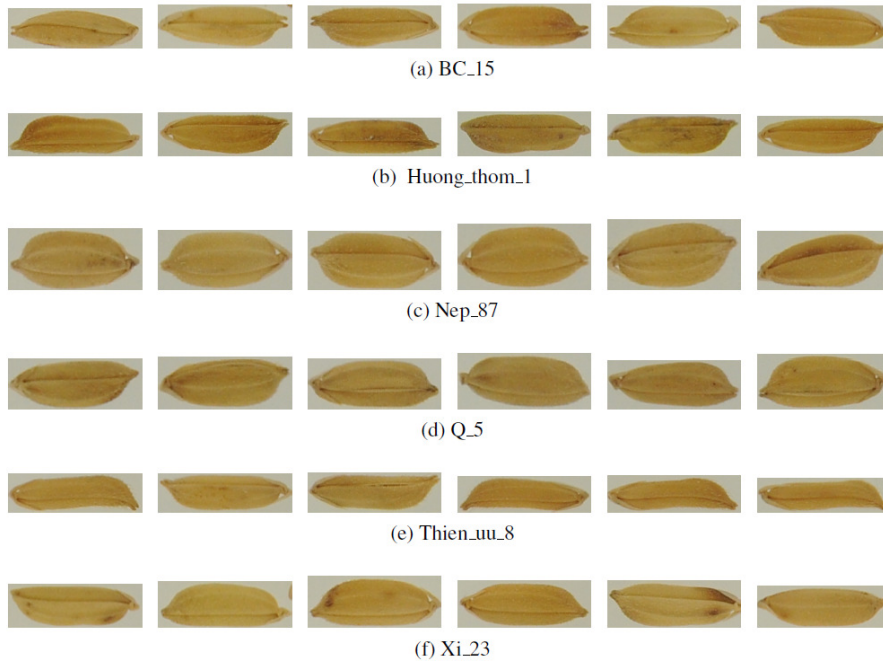 (a) BC_15
(b) Huong_thom_1
(c) Nep_87
(d) Q_5
(e) Thien_uu_8
(f) Xi_23